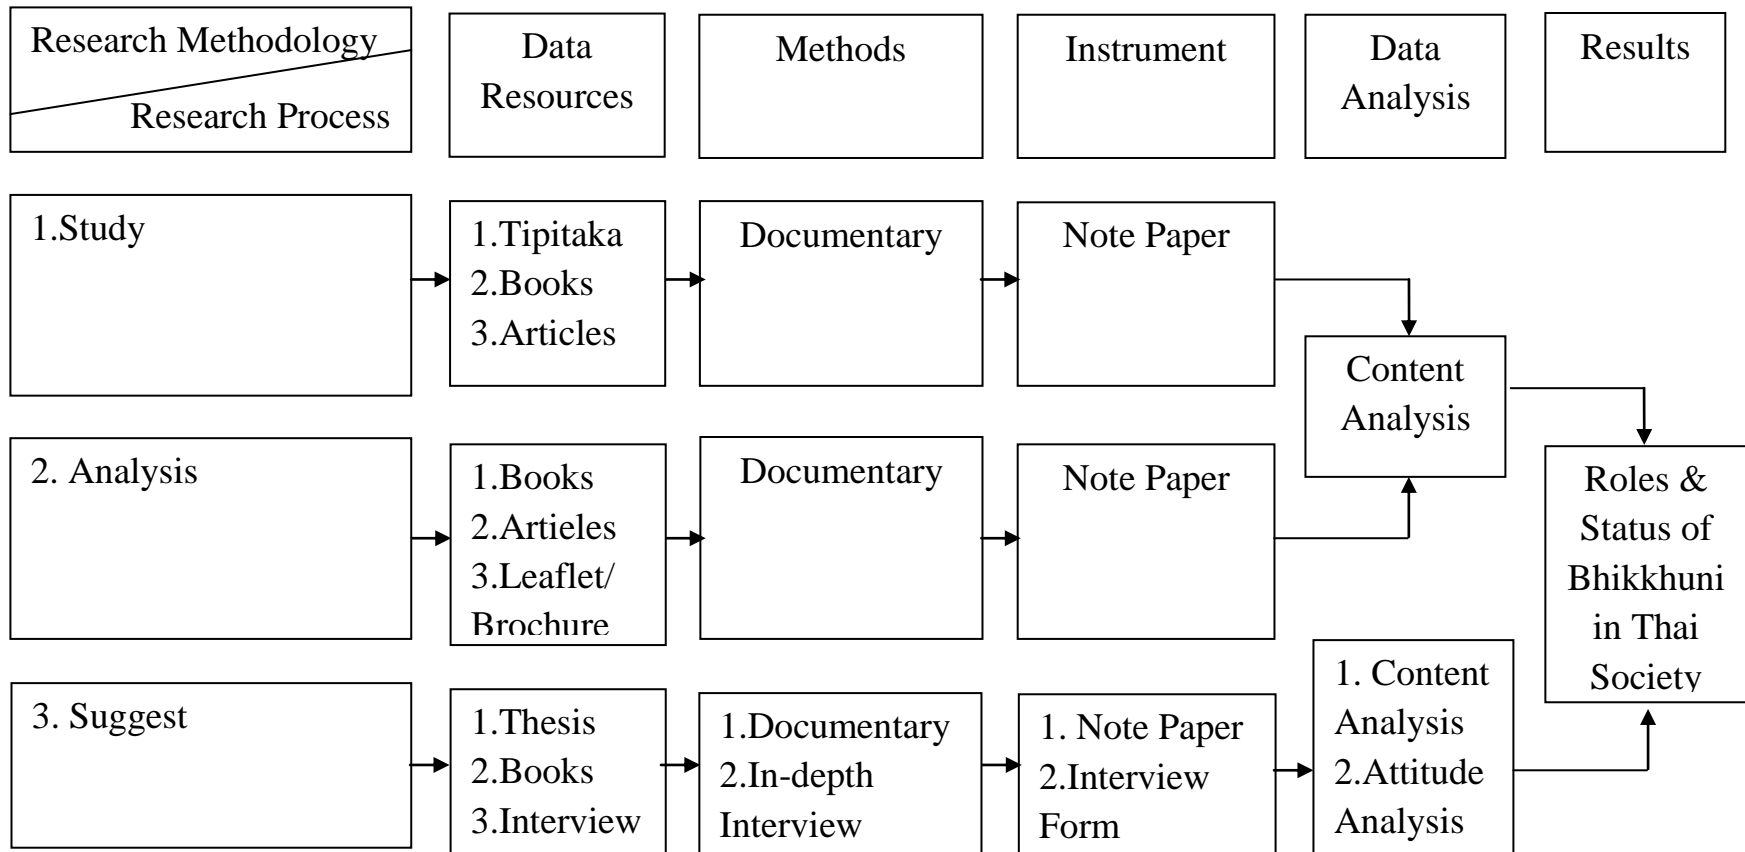 Research Methodology
Research Process
Data
Resources
Methods
Instrument
Data
Analysis
Results
1.Study
1.Tipitaka
2.Books
3.Articles
Documentary
Note Paper
Content
Analysis
2. Analysis
1.Books
2.Artieles
3.Leaflet/
Brochure
Documentary
Note Paper
Roles &
Status of
Bhikkhuni
in Thai
Society
3. Suggest
1.Thesis
2.Books
3.Interview
1.Documentary
2.In-depth
Interview
1. Note Paper
2.Interview
Form
1. Content
Analysis
2.Attitude
Analysis